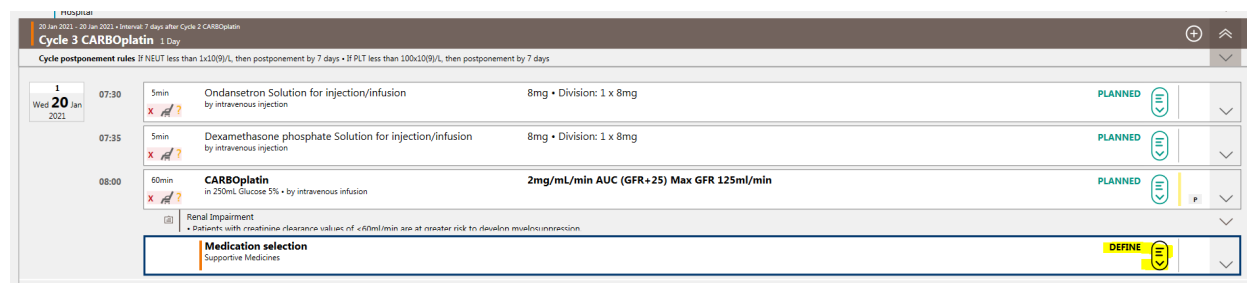 Hospital
20 Jan 2021 - 20 Jan 2021 • Interval: 7 days after Cycle 2 CARBOplatin
Cycle 3 CARBOplatin 1 Day
Cycle postponement rules If NEUT less than 1x10(9)/L, then postponement by 7 days • If PLT less than 100x10(9)/L, then postponement by 7 days
1
Wed 20 Jan
2021
07:30
5min
X ?
Ondansetron Solution for injection/infusion
by intravenous injection
8mg • Division: 1 x 8mg
PLANNED
07:35
5min
X ?
Dexamethasone phosphate Solution for injection/infusion
by intravenous injection
8mg • Division: 1 x 8mg
PLANNED
08:00
60min
X ?
CARBOplatin
in 250mL Glucose 5% • by intravenous infusion
2mg/mL/min AUC (GFR+25) Max GFR 125ml/min
PLANNED
P
Renal Impairment
• Patients with creatinine clearance values of <60ml/min are at greater risk to develop myelosuppression
Medication selection
Supportive Medicines
DEFINE